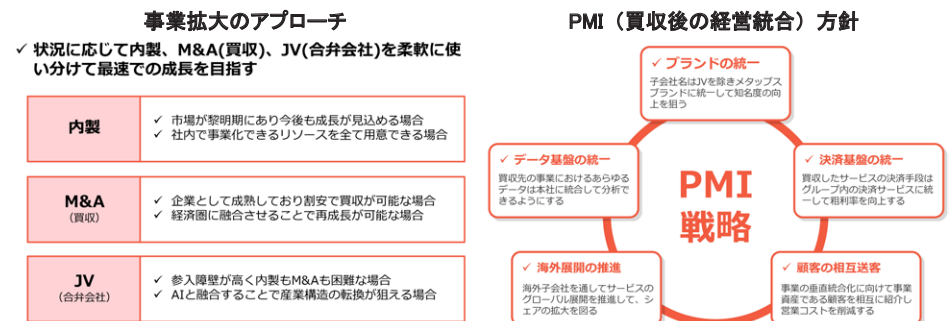 事業拡大のアプローチ
✓ 状況に応じて内製、M&A(買収)、JV(合弁会社)を柔軟に使
い分けて最速での成長を目指す
内製
✓ 市場が黎明期にあり今後も成長が見込める場合
✓ 社内で事業化できるリソースを全て用意できる場合
M&A
(買収)
✓ 企業として成熟しており割安で買収が可能な場合
✓ 経済圏に融合させることで再成長が可能な場合
JV
(合弁会社)
✓ 参入障壁が高く内製もM&Aも困難な場合
✓ AIと融合することで産業構造の転換が狙える場合
PMI（買収後の経営統合）方針
✓ ブランドの統一
子会社名はJVを除きメタップス
ブランドに統一して知名度の向
上を狙う
✓ データ基盤の統一
買収先の事業におけるあらゆる
データは本社に統合して分析で
きるようにする
✓ 決済基盤の統一
買収したサービスの決済手段は
グループ内の決済サービスに統
一して粗利率を向上する
PMI
戦略
✓ 海外展開の推進
海外子会社を通してサービスの
グローバル展開を推進して、シ
ェアの拡大を図る
✓ 顧客の相互送客
事業の垂直統合化に向けて事業
資産である顧客を相互に紹介し
営業コストを削減する